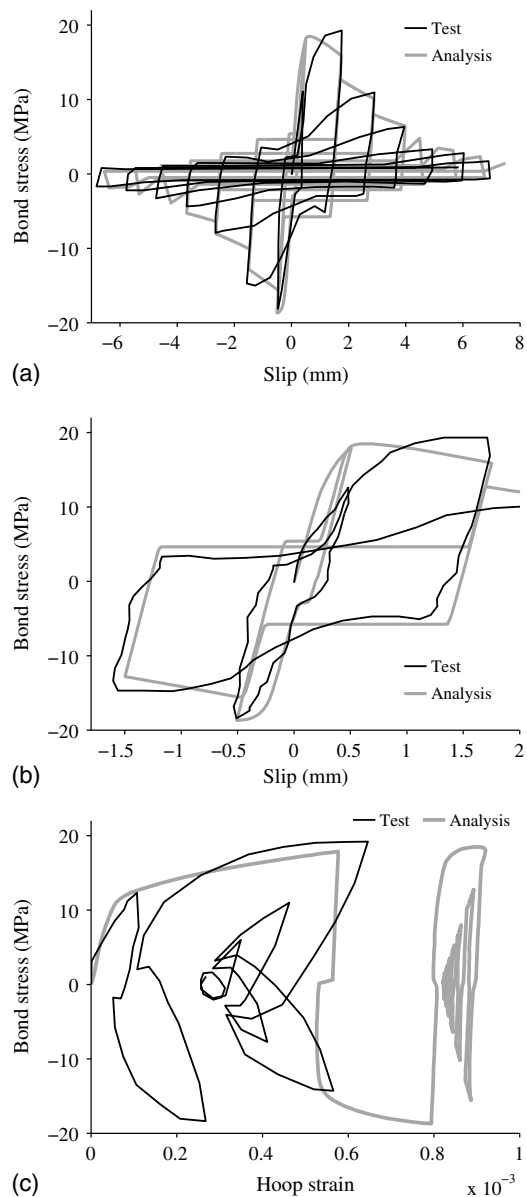 20
10
0
−10
−20
Bond stress (MPa)
Test
Analysis
−6 −4 −2 0 2 4 6 8
Slip (mm)
(a)
20
10
0
−10
−20
Bond stress (MPa)
Test
Analysis
−1.5 −1 −0.5 0 0.5 1 1.5 2
Slip (mm)
(b)
Test Analysis
20
10
0
−10
−20
Bond stress (MPa)
0 0.2 0.4 0.6 0.8 1
x 10⁻³
Hoop strain
(c)